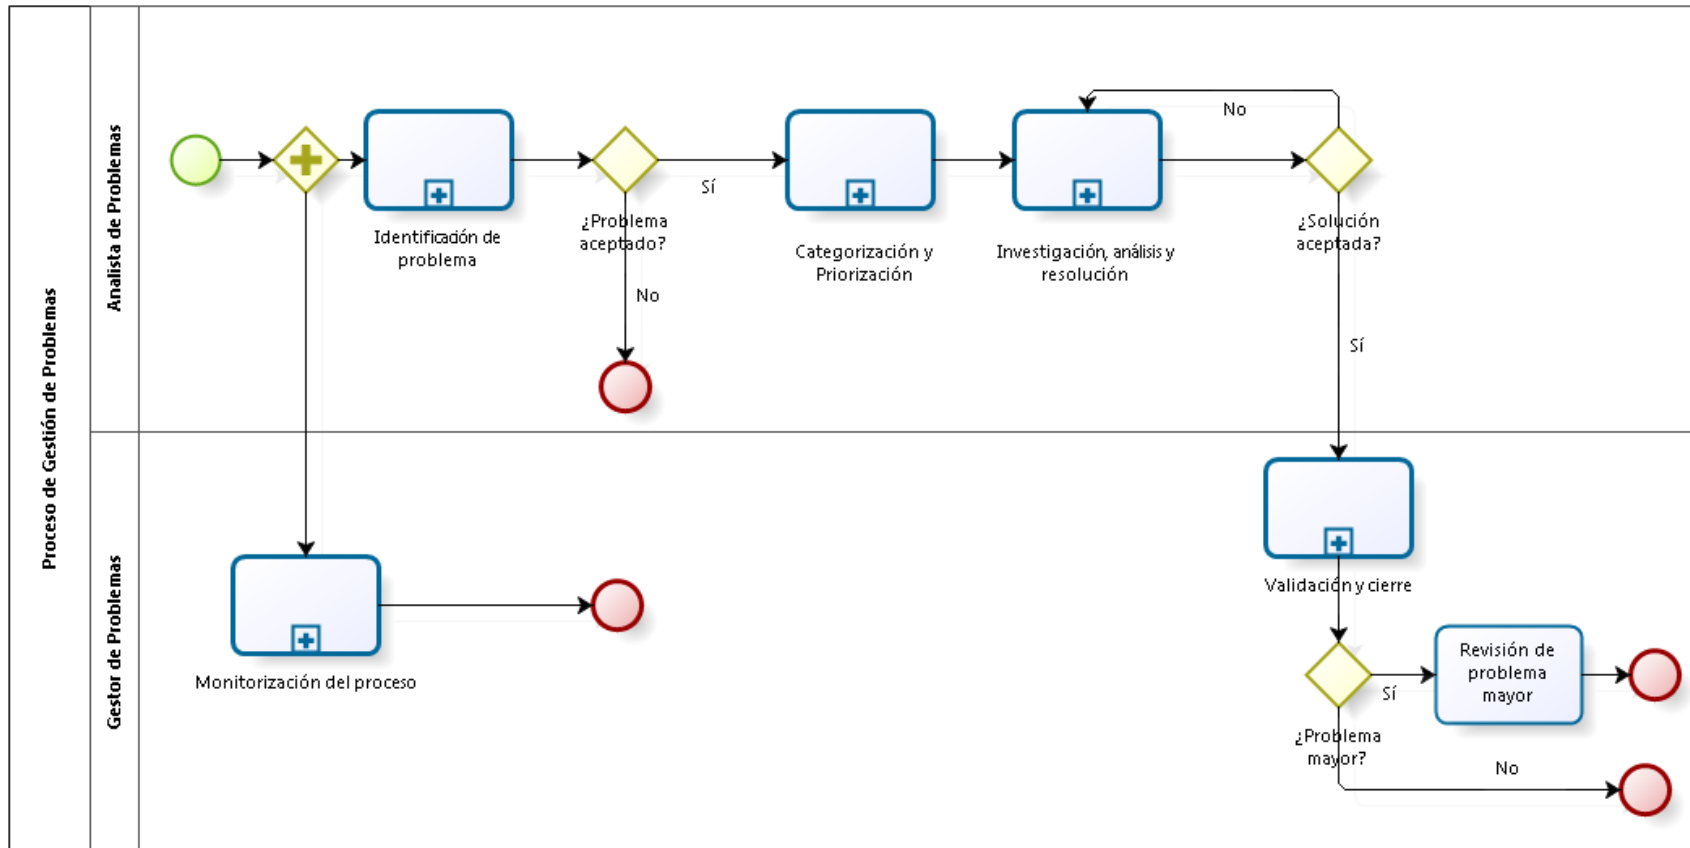 Proceso de Gestión de Problemas
Analista de Problemas
Identificación de
problema
¿Problema
aceptado?
Sí
No
Categorización y
Priorización
Investigación, análisis y
resolución
No
¿Solución
aceptada?
Sí
Gestor de Problemas
Monitorización del proceso
Validación y cierre
¿Problema
mayor?
Sí
Revisión de
problema
mayor
No